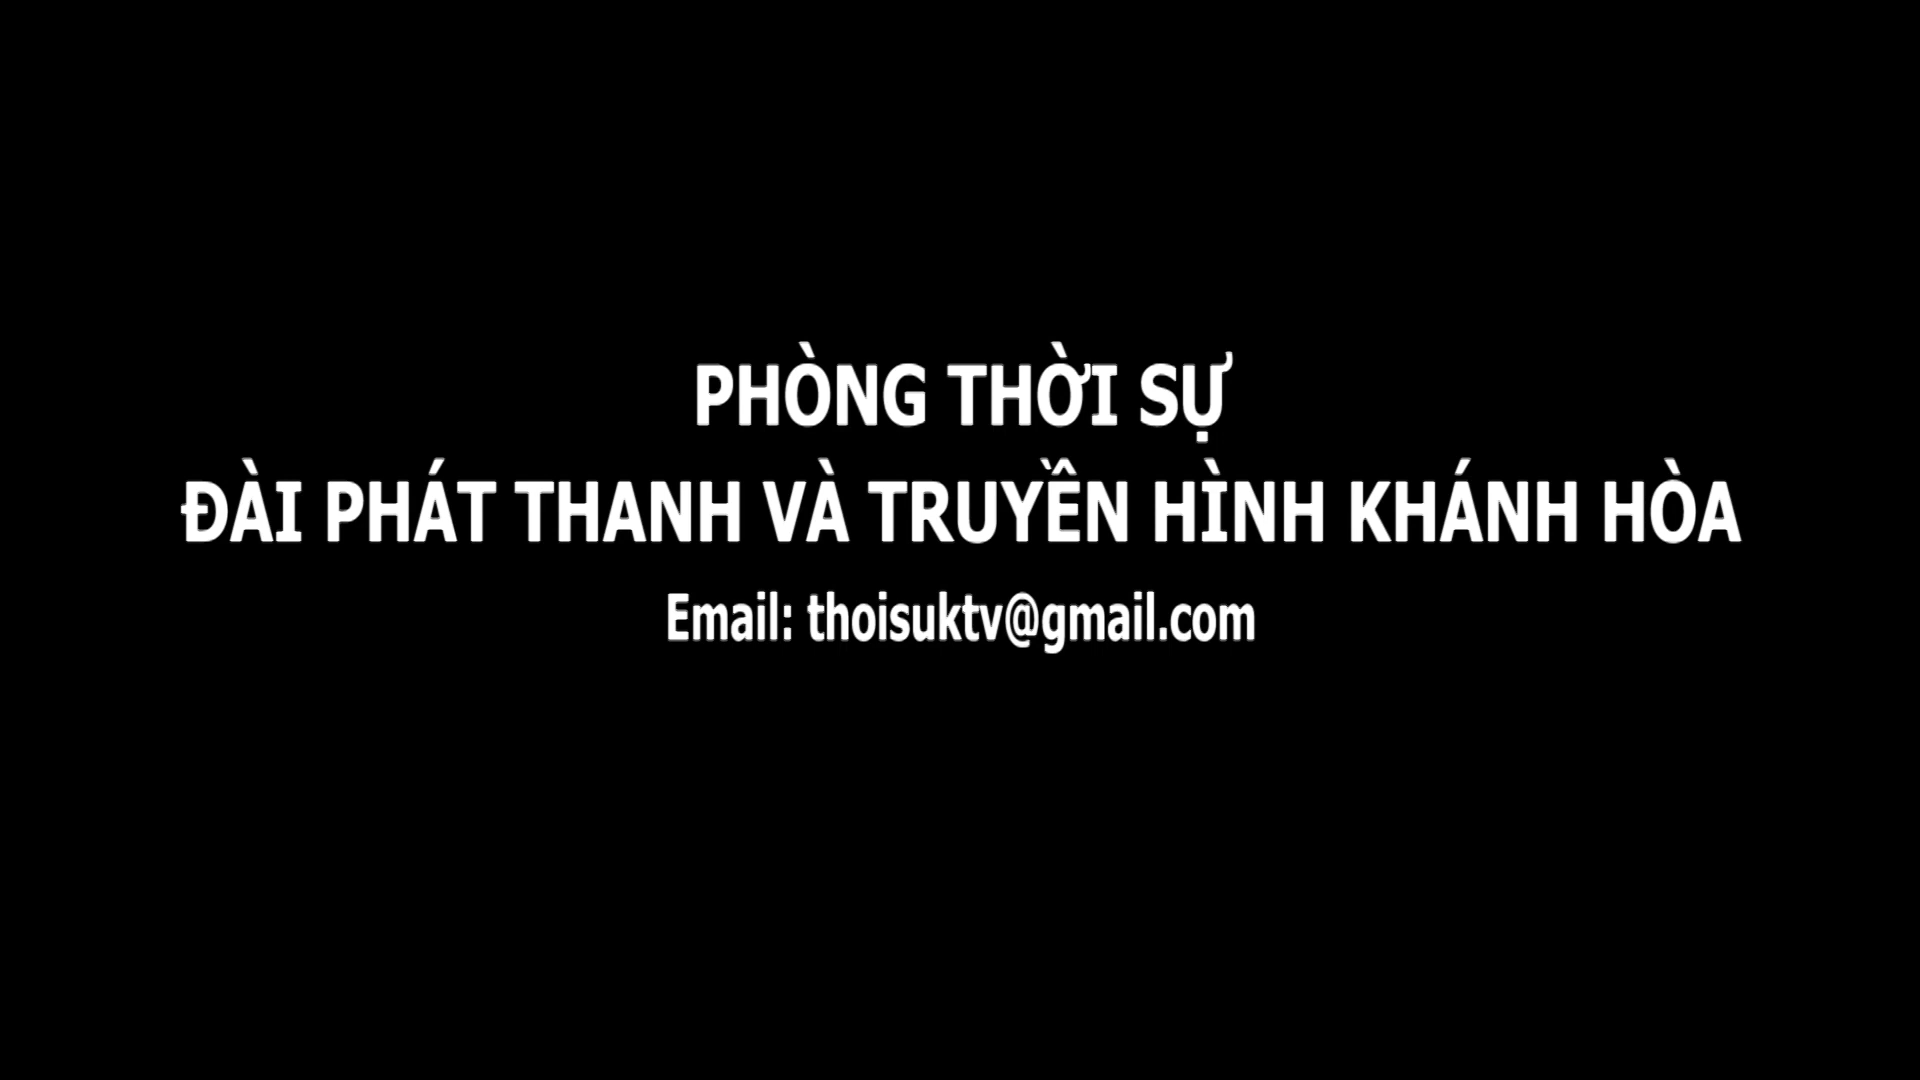 PHÒNG THỜI SỰ
ĐÀI PHÁT THANH VÀ TRUYỀN HÌNH KHÁNH HÒA
Email: thoisuktv@gmail.com